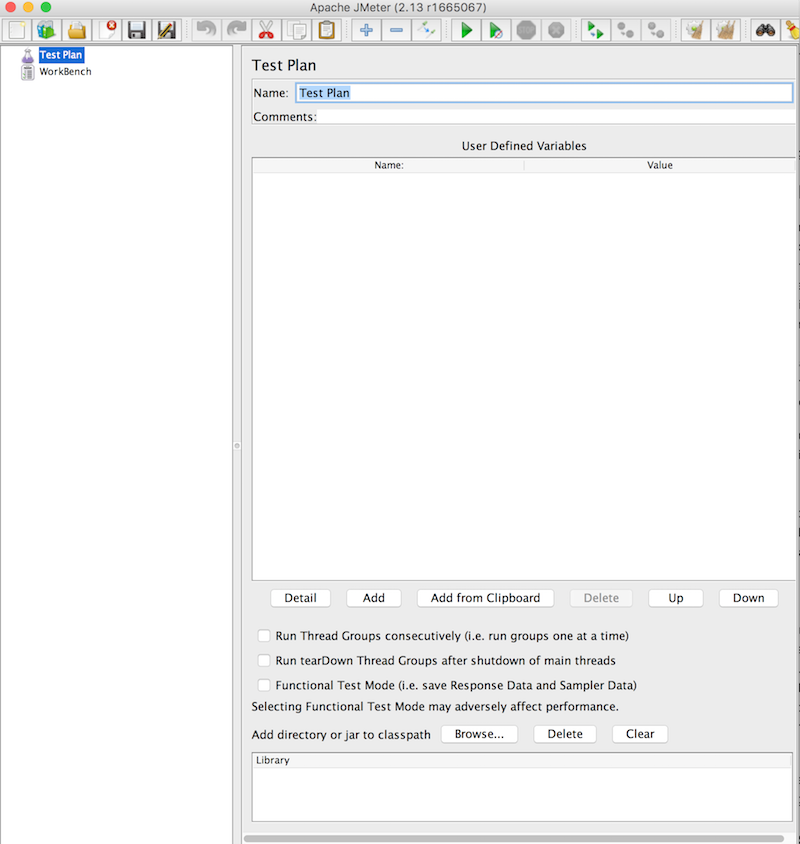 Apache JMeter (2.13 r1665067)
Test Plan
WorkBench
Test Plan
Name: Test Plan
Comments:
User Defined Variables
Name: Value
Detail Add Add from Clipboard Delete Up Down
Run Thread Groups consecutively (i.e. run groups one at a time)
Run tearDown Thread Groups after shutdown of main threads
Functional Test Mode (i.e. save Response Data and Sampler Data)
Selecting Functional Test Mode may adversely affect performance.
Add directory or jar to classpath Browse... Delete Clear
Library